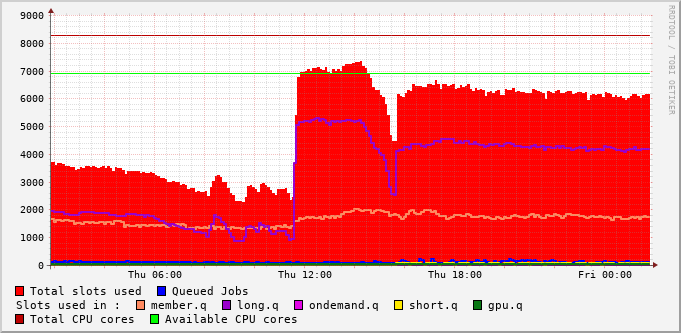 RRDTOOL / TOBI OETIKER
9000
8000
7000
6000
5000
4000
3000
2000
1000
0
Thu 06:00 Thu 12:00 Thu 18:00 Fri 00:00
Total slots used Queued Jobs
Slots used in : member.q long.q ondemand.q short.q gpu.q
Total CPU cores Available CPU cores